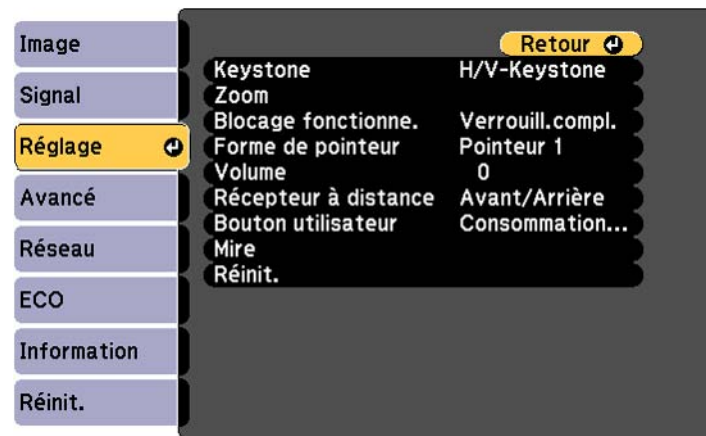 Image
Signal
Réglage
Avancé
Réseau
ECO
Information
Réinit.
Retour
Keystone H/V-Keystone
Zoom
Blocage fonctionne. Verrouill.compl.
Forme de pointeur Pointeur 1
Volume 0
Récepteur à distance Avant/Arrière
Bouton utilisateur Consommation...
Mire
Réinit.